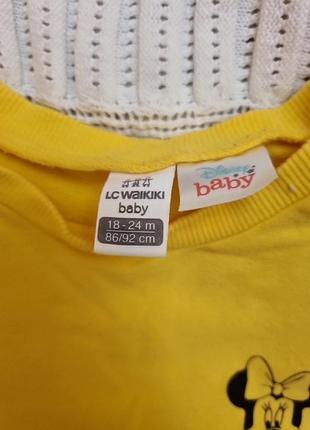 LC WAIKIKI
baby
18 - 24 m
86/92 cm
Disney
baby